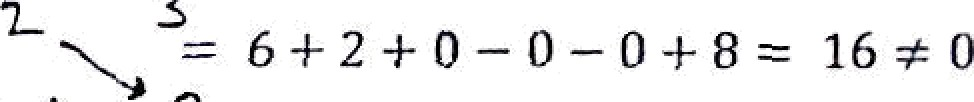 2 3
= 6 + 2 + 0 − 0 − 0 + 8 = 16 ≠ 0